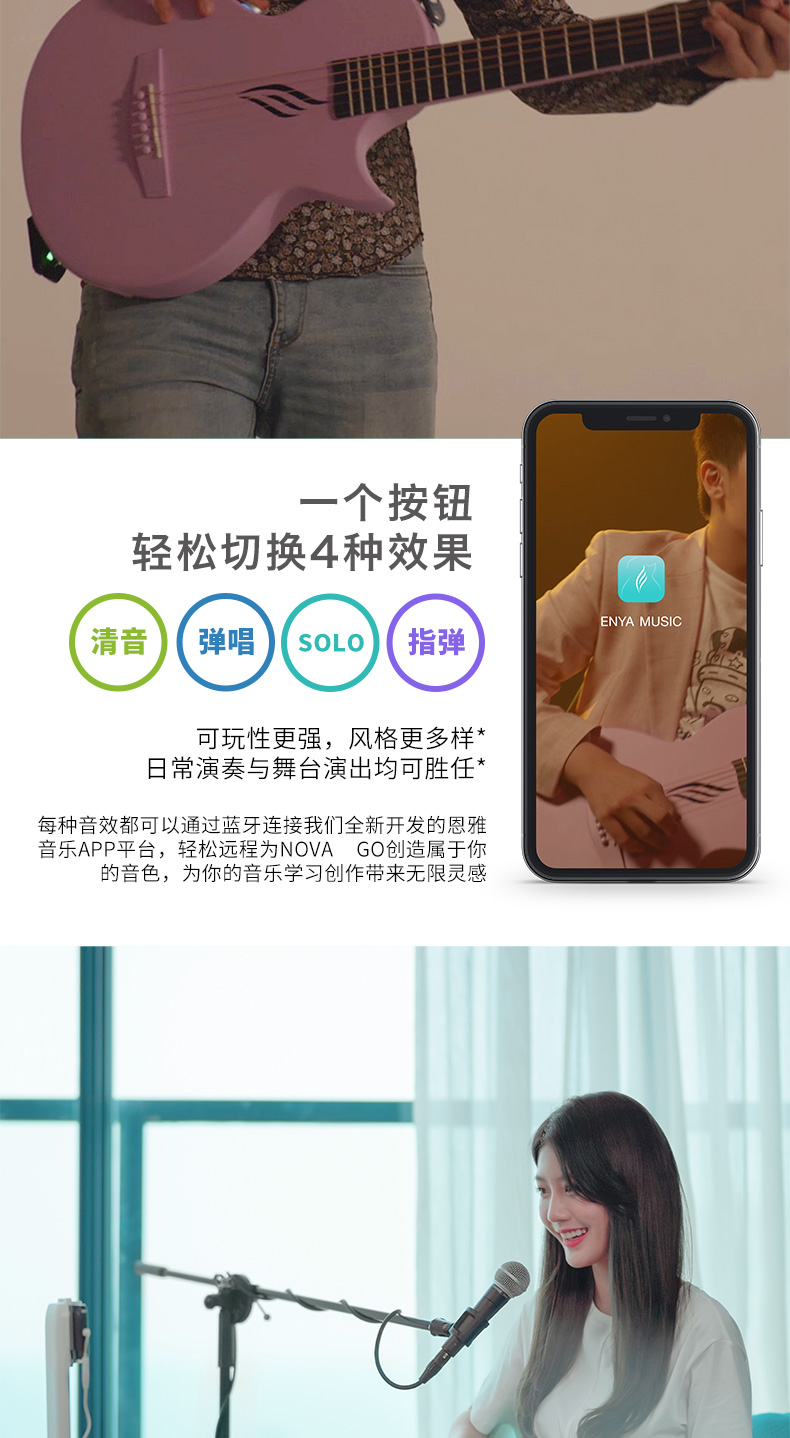 一个按钮
轻松切换4种效果
清音
弹唱
SOLO
指弹
ENYA MUSIC
可玩性更强，风格更多样*
日常演奏与舞台演出均可胜任*
每种音效都可以通过蓝牙连接我们全新开发的恩雅
音乐APP平台，轻松远程为NOVA　GO创造属于你
的音色，为你的音乐学习创作带来无限灵感